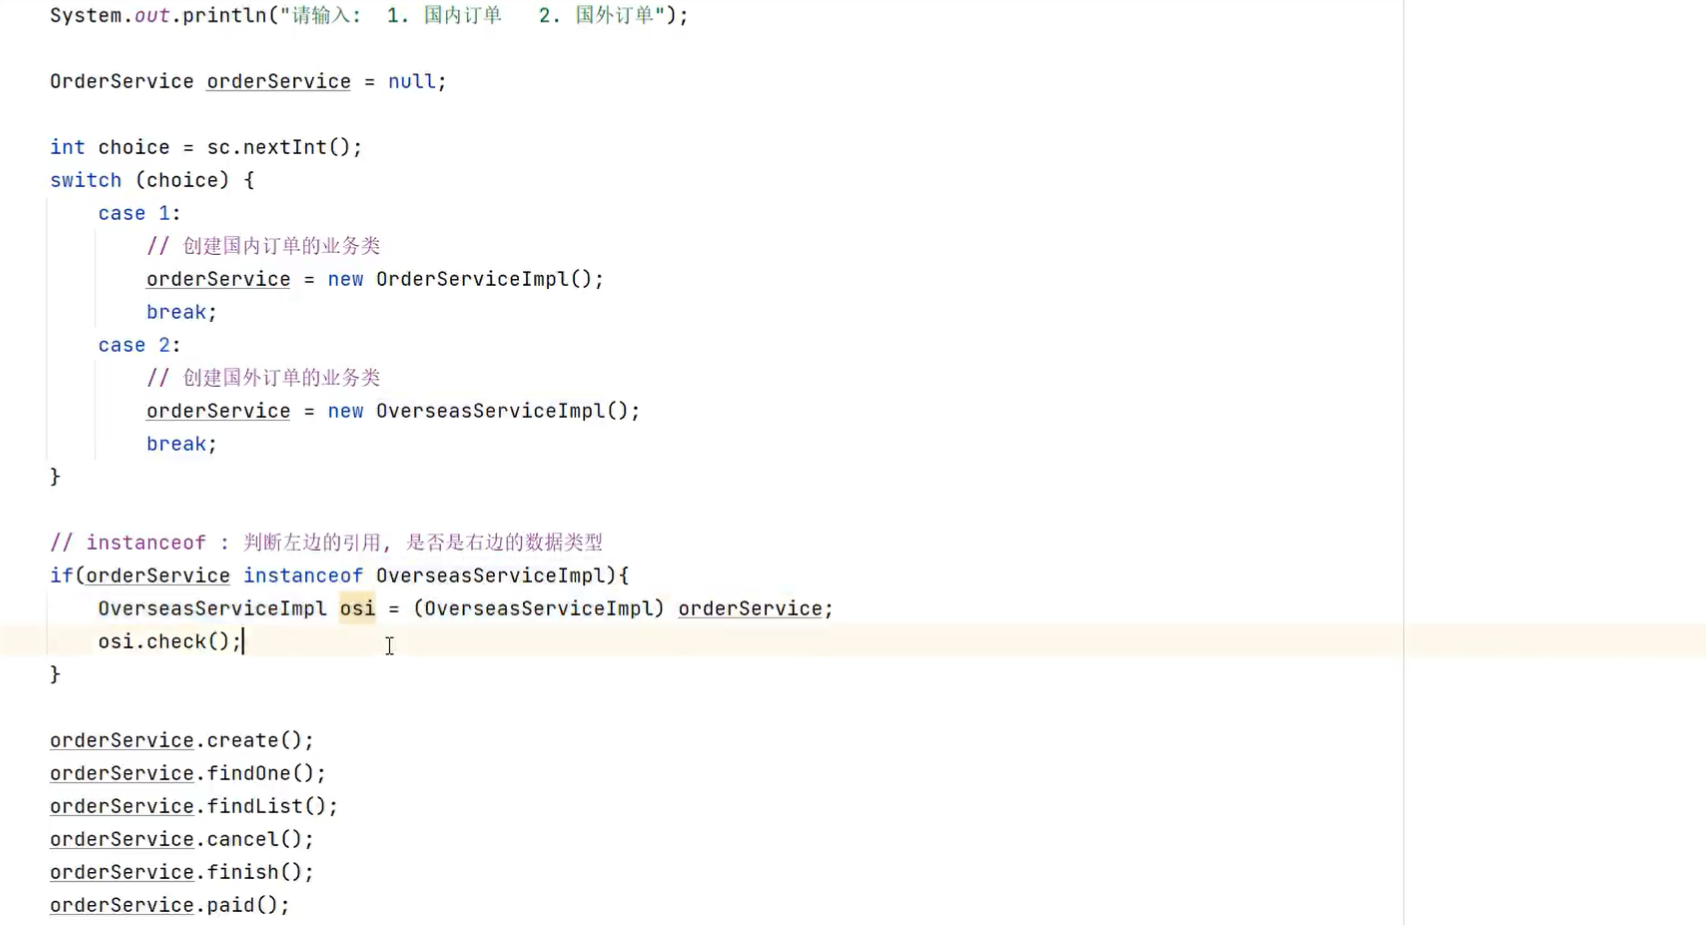 System.out.println("请输入: 1. 国内订单 2. 国外订单");
OrderService orderService = null;
int choice = sc.nextInt();
switch (choice) {
case 1:
// 创建国内订单的业务类
orderService = new OrderServiceImpl();
break;
case 2:
// 创建国外订单的业务类
orderService = new OverseasServiceImpl();
break;
}
// instanceof : 判断左边的引用, 是否是右边的数据类型
if(orderService instanceof OverseasServiceImpl){
OverseasServiceImpl osi = (OverseasServiceImpl) orderService;
osi.check();
}
orderService.create();
orderService.findOne();
orderService.findList();
orderService.cancel();
orderService.finish();
orderService.paid();